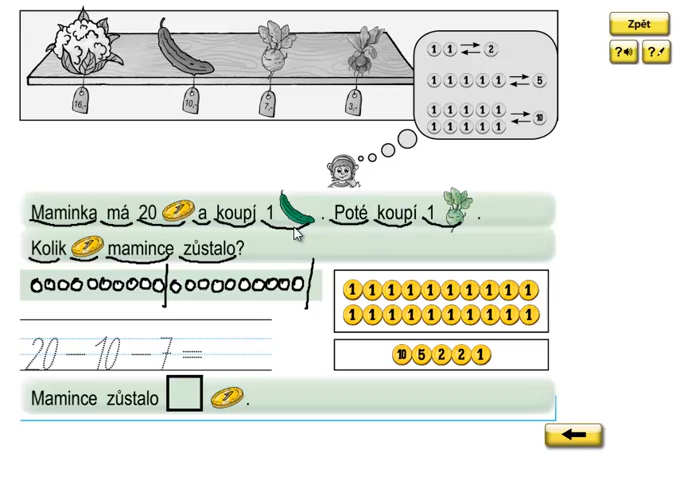 Zpět
? ?
16,- 10,- 7,- 3,-
1 1 2
1 1 1 1 1 5
1 1 1 1 1
1 1 1 1 1 10
Maminka má 20 1 a koupí 1 . Poté koupí 1 .
Kolik 1 mamince zůstalo?
1 1 1 1 1 1 1 1 1 1
1 1 1 1 1 1 1 1 1 1
20 – 10 – 7 =
10 5 2 2 1
Mamince zůstalo 1 .